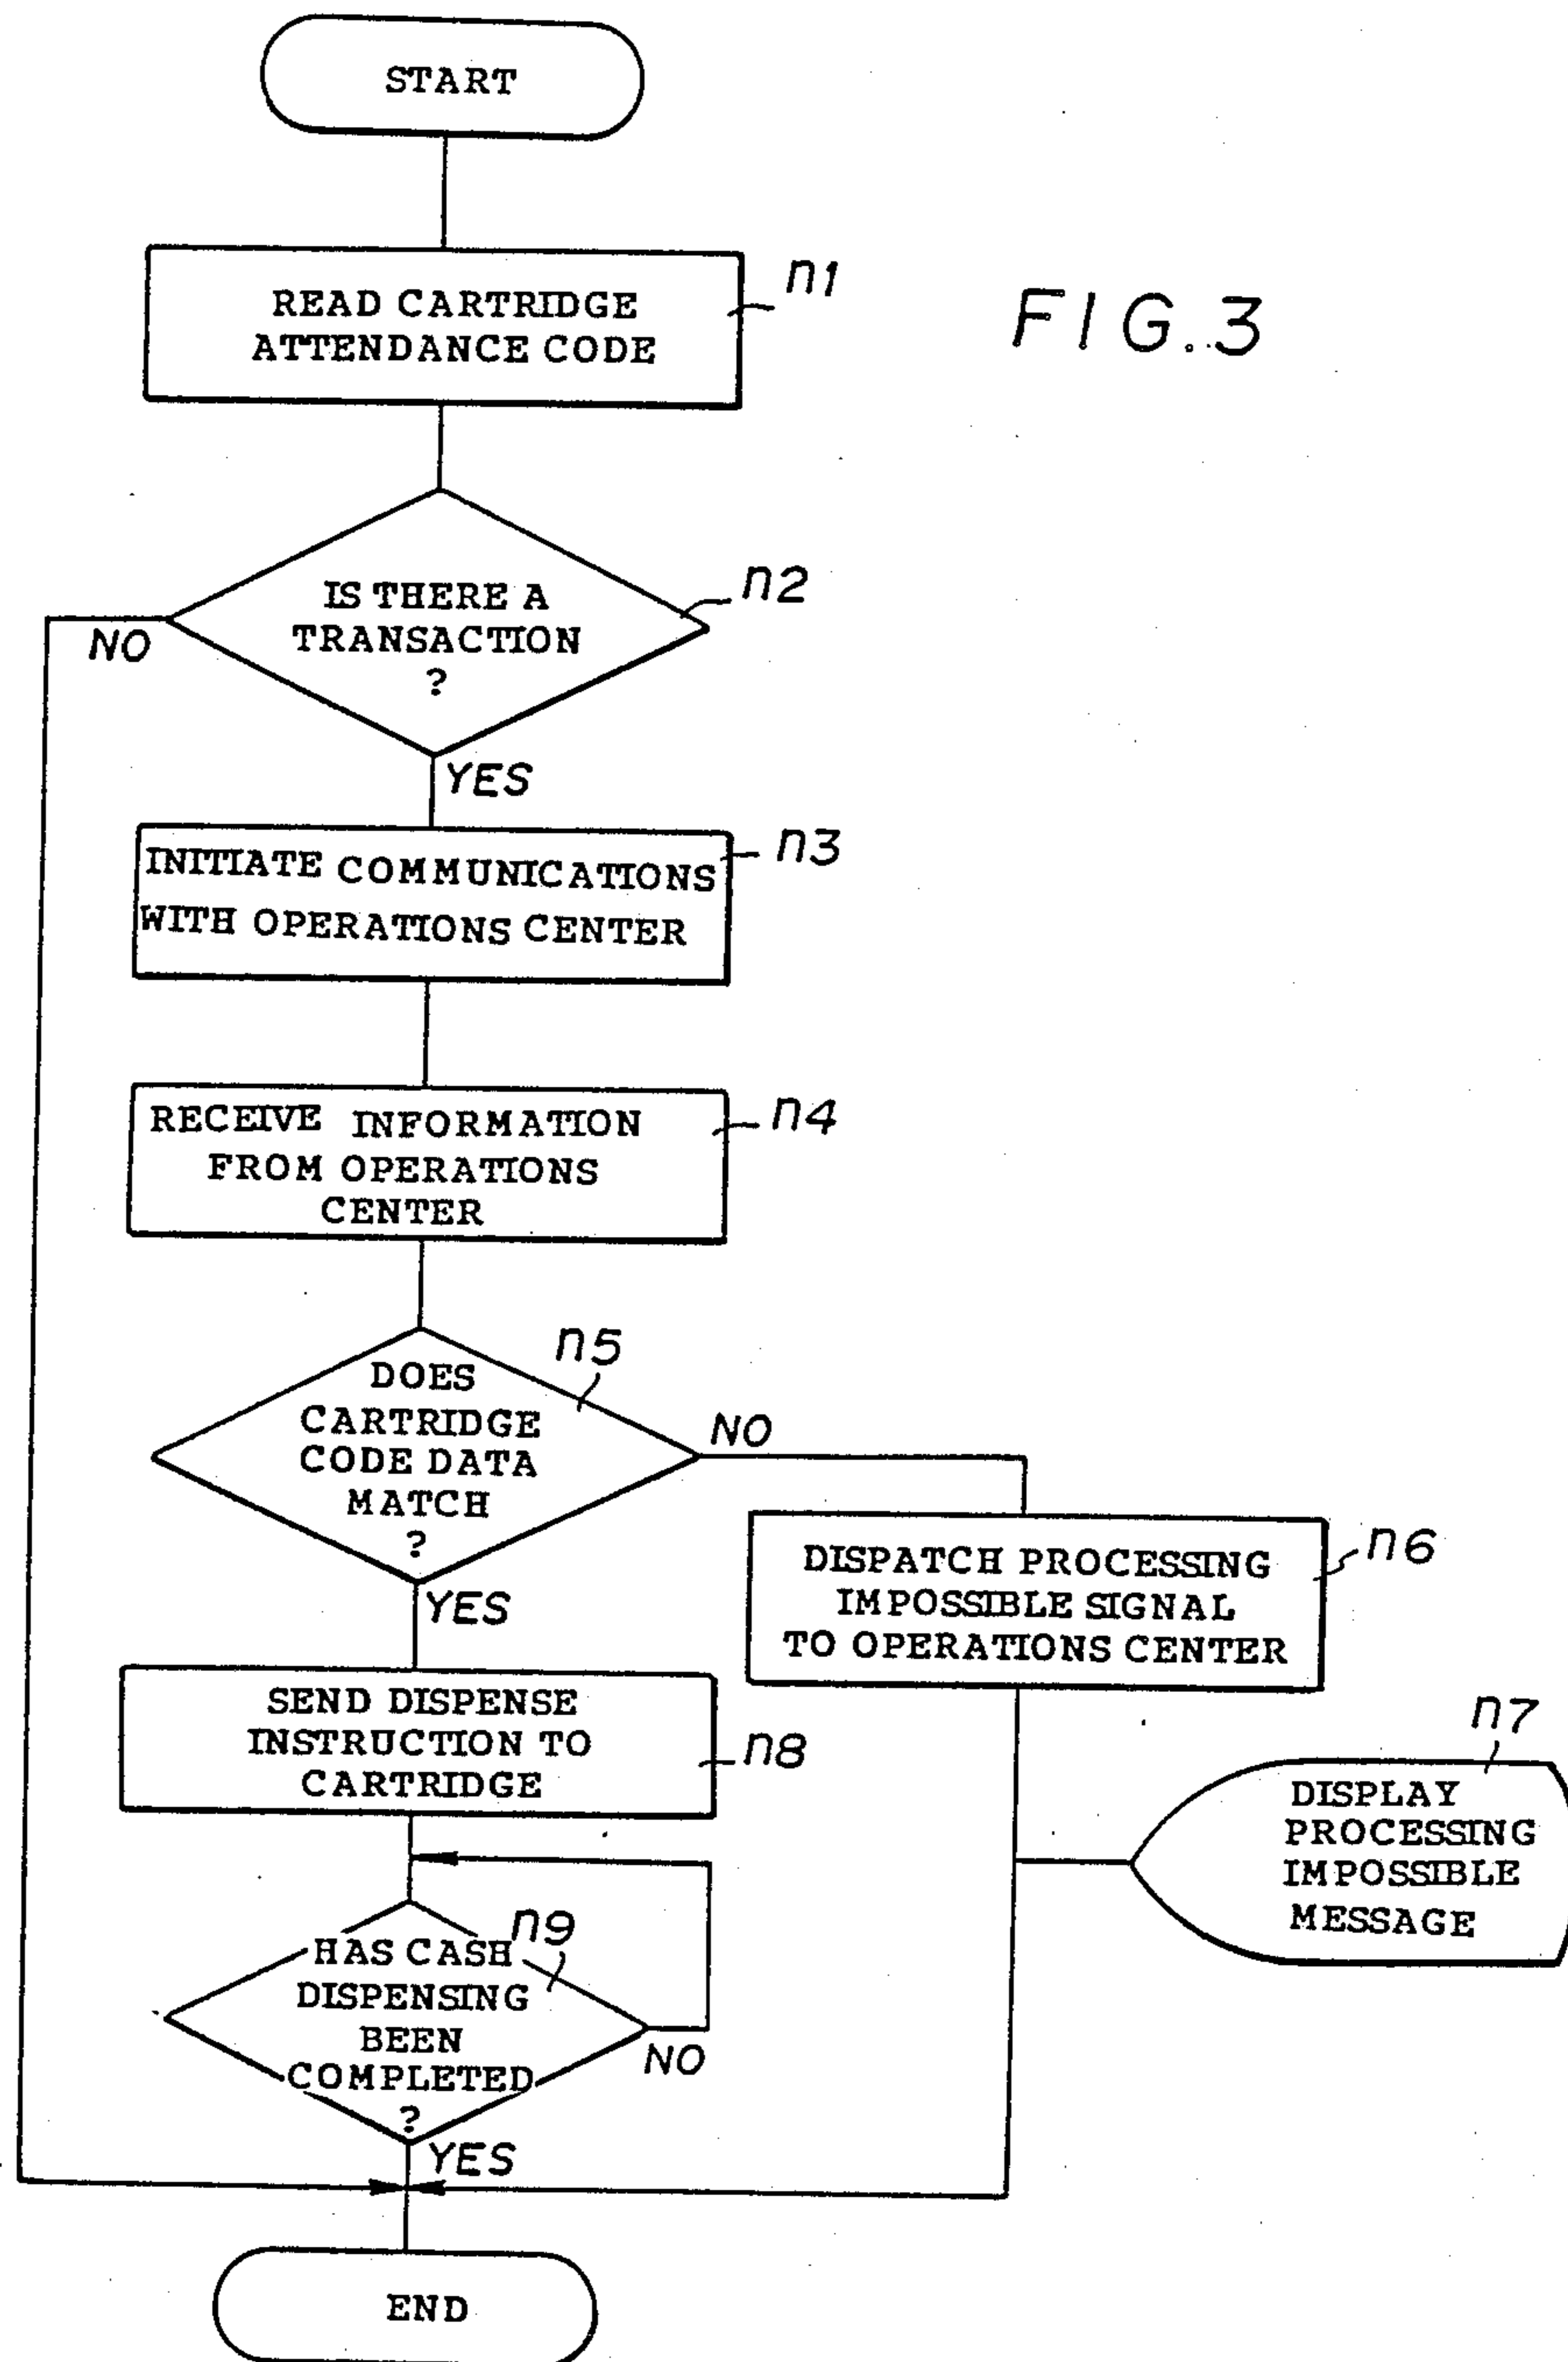 START
n1
READ CARTRIDGE
ATTENDANCE CODE
FIG.3
n2
IS THERE A
TRANSACTION
?
NO
YES
n3
INITIATE COMMUNICATIONS
WITH OPERATIONS CENTER
n4
RECEIVE INFORMATION
FROM OPERATIONS
CENTER
n5
DOES
CARTRIDGE
CODE DATA
MATCH
?
NO
YES
n6
DISPATCH PROCESSING
IMPOSSIBLE SIGNAL
TO OPERATIONS CENTER
n7
DISPLAY
PROCESSING
IMPOSSIBLE
MESSAGE
SEND DISPENSE
INSTRUCTION TO
CARTRIDGE
n8
n9
HAS CASH
DISPENSING
BEEN
COMPLETED
?
NO
YES
END